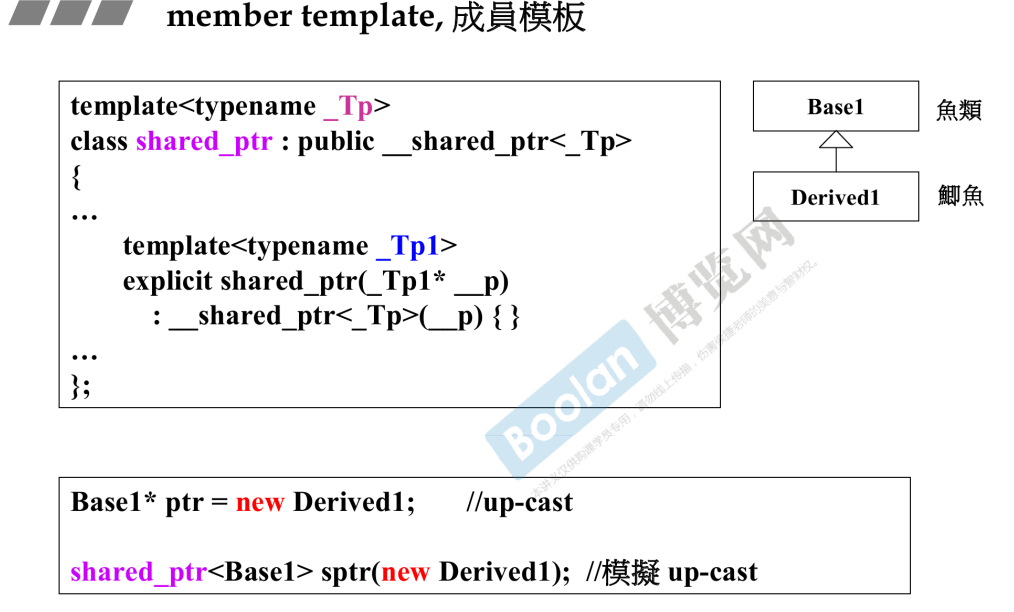 member template, 成員模板
template<typename _Tp>
class shared_ptr : public __shared_ptr<_Tp>
{
…
template<typename _Tp1>
explicit shared_ptr(_Tp1* __p)
: __shared_ptr<_Tp>(__p) { }
…
};
Base1
魚類
Derived1
鯽魚
Boolan
博览网
Base1* ptr = new Derived1; //up-cast
shared_ptr<Base1> sptr(new Derived1); //模擬 up-cast